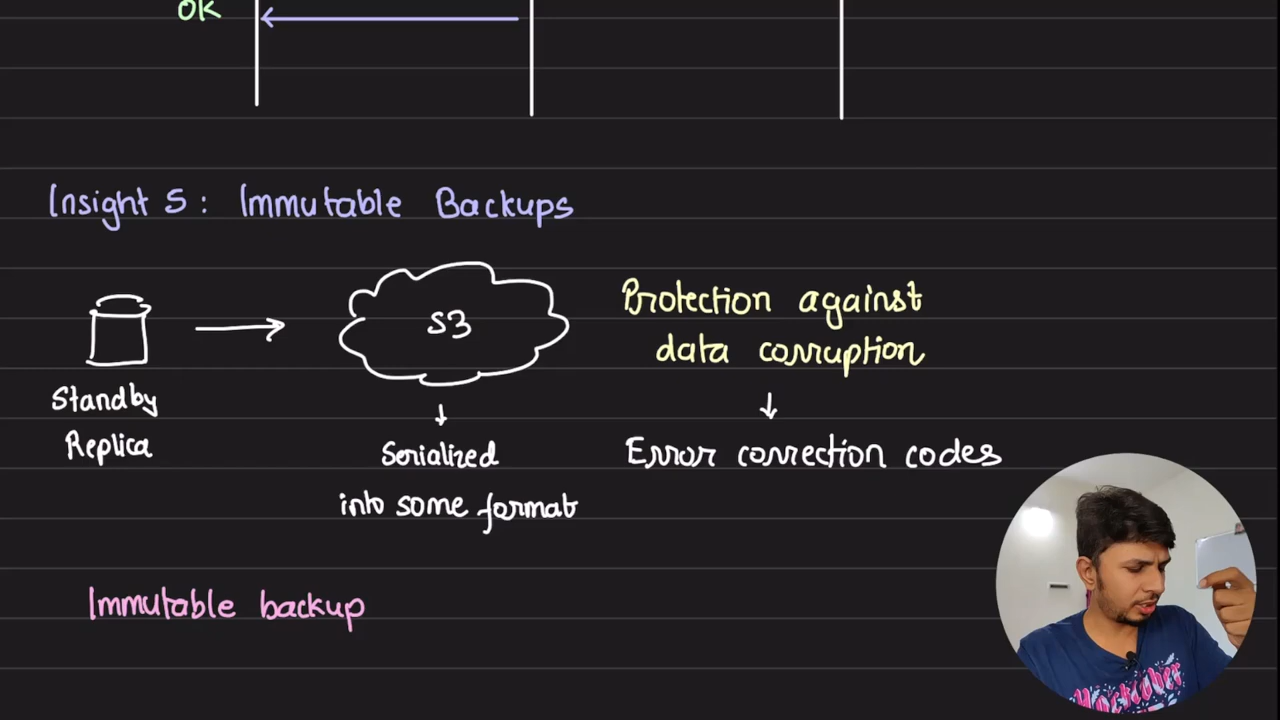 OK
Insight 5: Immutable Backups
S3
Protection against
data corruption
Standby
Replica
Serialized
into some format
Error correction codes
Immutable backup
Hacktober